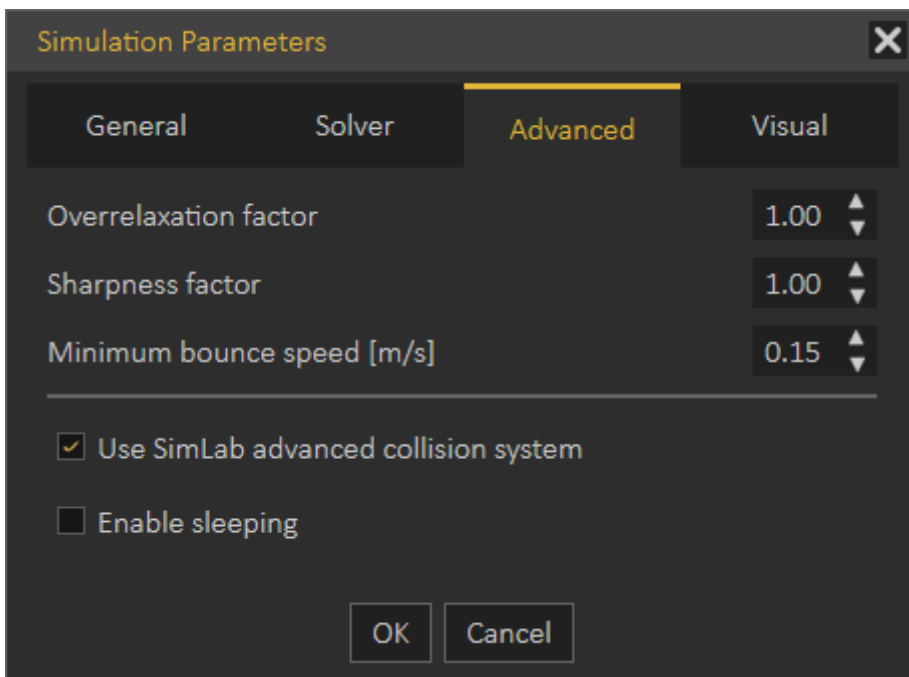 Simulation Parameters
General Solver Advanced Visual
Overrelaxation factor 1.00
Sharpness factor 1.00
Minimum bounce speed [m/s] 0.15
Use SimLab advanced collision system
Enable sleeping
OK Cancel